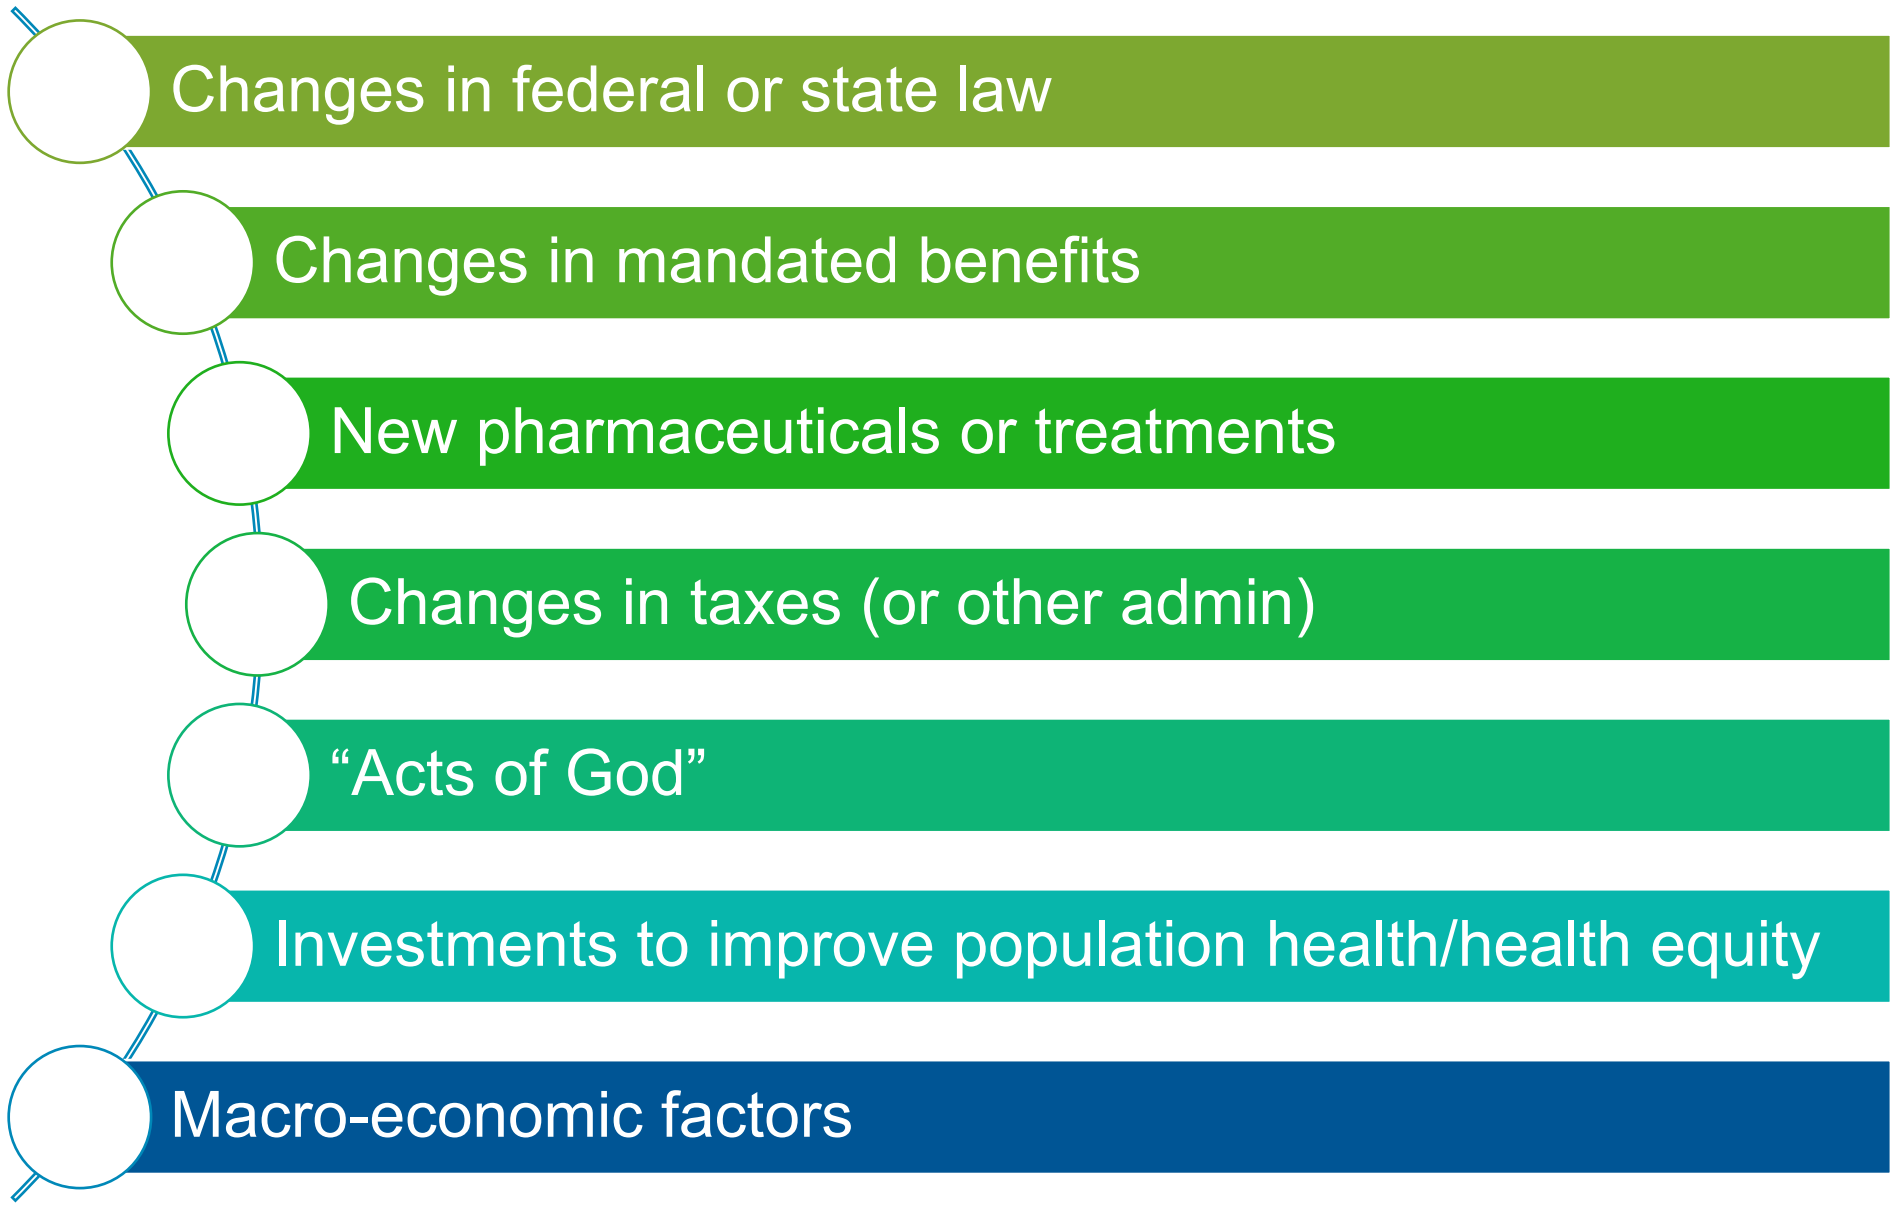 Changes in federal or state law
Changes in mandated benefits
New pharmaceuticals or treatments
Changes in taxes (or other admin)
“Acts of God”
Investments to improve population health/health equity
Macro-economic factors